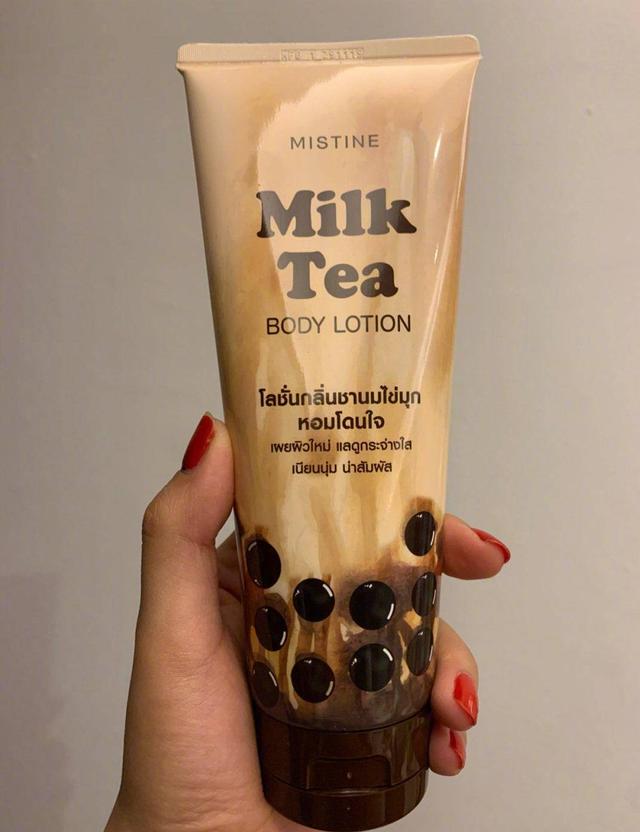 MISTINE
Milk
Tea
BODY LOTION
โลชั่นกลิ่นชานมไข่มุก
หอมโดนใจ
เผยผิวใหม่ แลดูกระจ่างใส
เนียนนุ่ม น่าสัมผัส